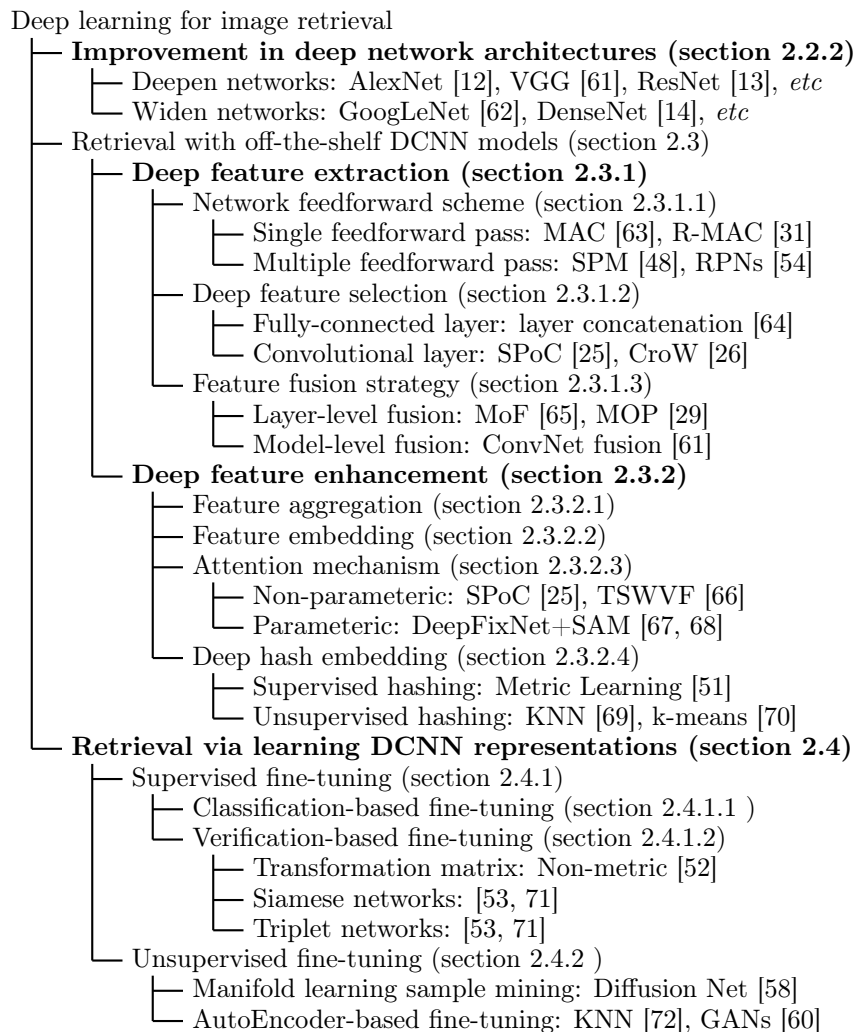 Deep learning for image retrieval
Improvement in deep network architectures (section 2.2.2)
Deepen networks: AlexNet [12], VGG [61], ResNet [13], etc
Widen networks: GoogLeNet [62], DenseNet [14], etc
Retrieval with off-the-shelf DCNN models (section 2.3)
Deep feature extraction (section 2.3.1)
Network feedforward scheme (section 2.3.1.1)
Single feedforward pass: MAC [63], R-MAC [31]
Multiple feedforward pass: SPM [48], RPNs [54]
Deep feature selection (section 2.3.1.2)
Fully-connected layer: layer concatenation [64]
Convolutional layer: SPoC [25], CroW [26]
Feature fusion strategy (section 2.3.1.3)
Layer-level fusion: MoF [65], MOP [29]
Model-level fusion: ConvNet fusion [61]
Deep feature enhancement (section 2.3.2)
Feature aggregation (section 2.3.2.1)
Feature embedding (section 2.3.2.2)
Attention mechanism (section 2.3.2.3)
Non-parameteric: SPoC [25], TSWVF [66]
Parameteric: DeepFixNet+SAM [67, 68]
Deep hash embedding (section 2.3.2.4)
Supervised hashing: Metric Learning [51]
Unsupervised hashing: KNN [69], k-means [70]
Retrieval via learning DCNN representations (section 2.4)
Supervised fine-tuning (section 2.4.1)
Classification-based fine-tuning (section 2.4.1.1 )
Verification-based fine-tuning (section 2.4.1.2)
Transformation matrix: Non-metric [52]
Siamese networks: [53, 71]
Triplet networks: [53, 71]
Unsupervised fine-tuning (section 2.4.2 )
Manifold learning sample mining: Diffusion Net [58]
AutoEncoder-based fine-tuning: KNN [72], GANs [60]